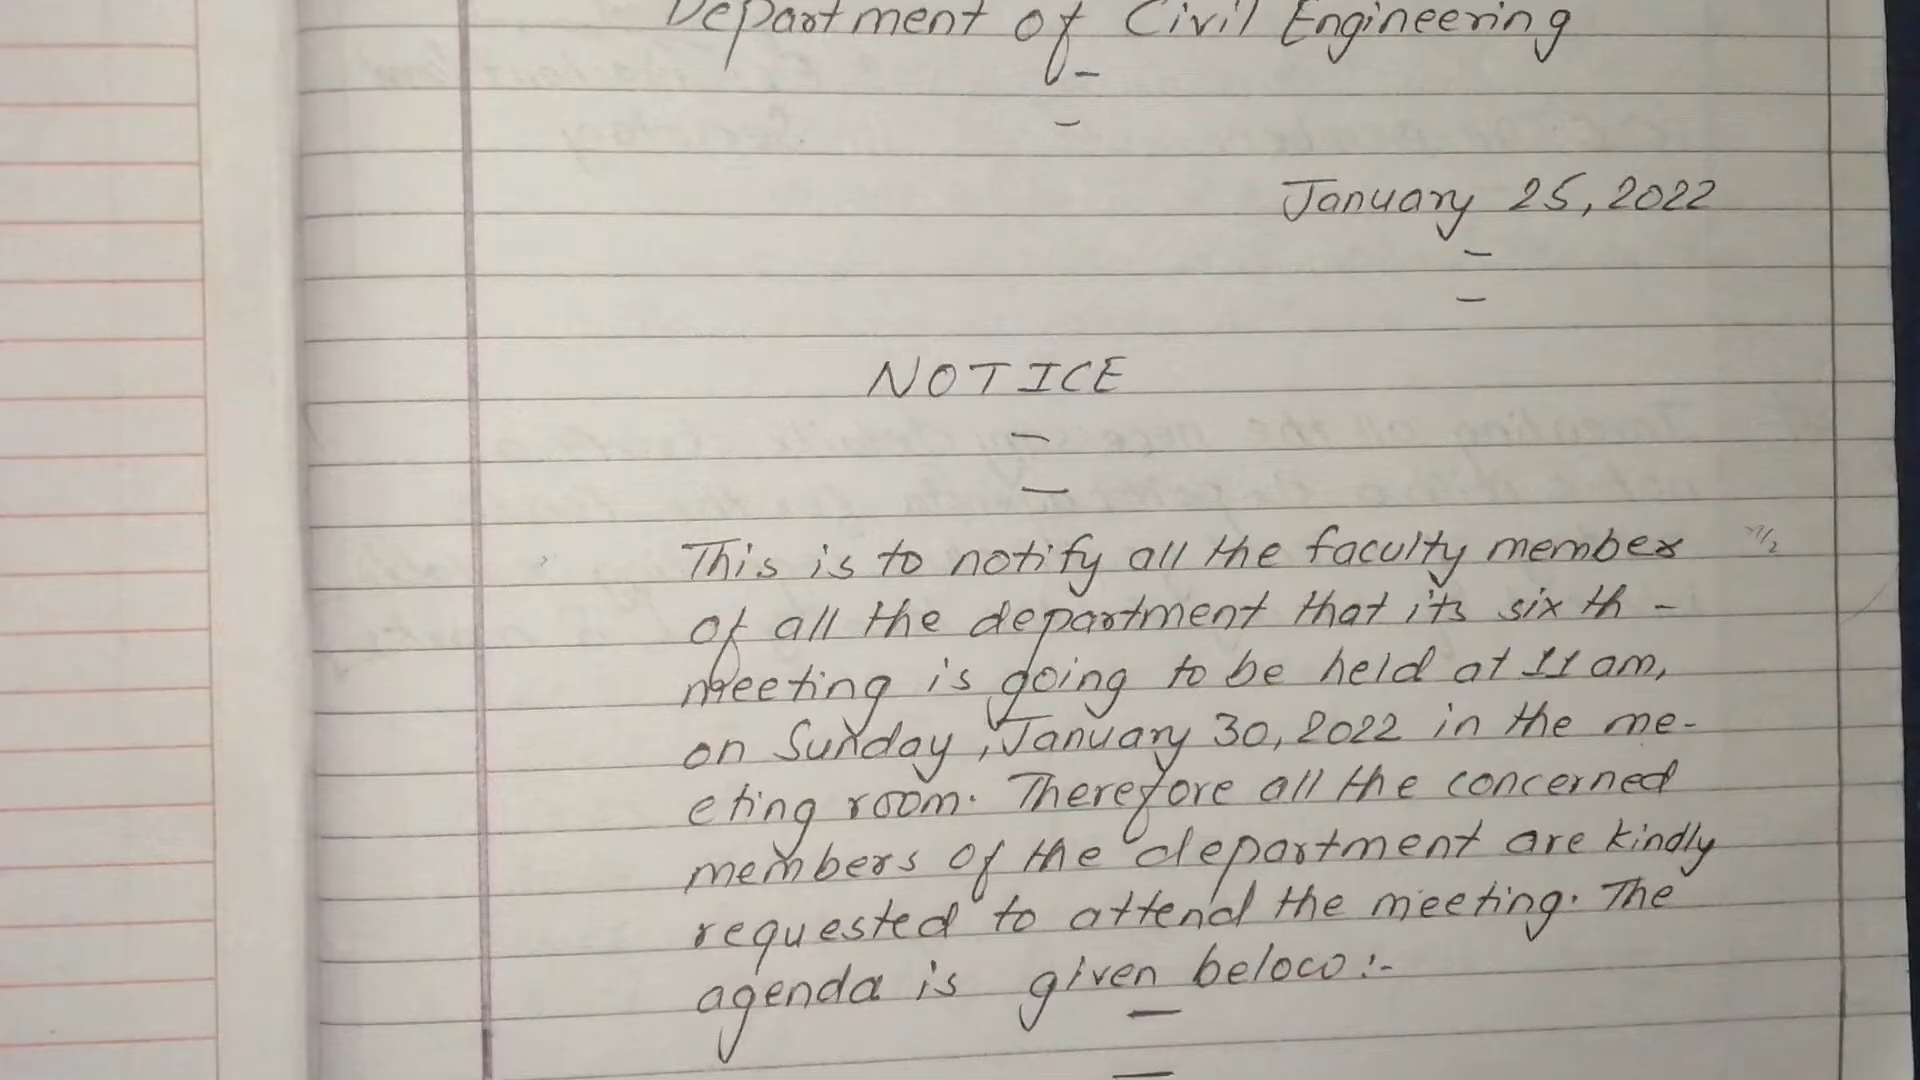 Department of Civil Engineering
-
-
January 25, 2022
-
-
NOTICE
-
-
This is to notify all the faculty member
of all the department that its six th -
meeting is going to be held at 11 am,
on Sunday, January 30, 2022 in the me-
eting room. Therefore all the concerned
members of the department are kindly
requested to attend the meeting. The
agenda is given below :-
-
-